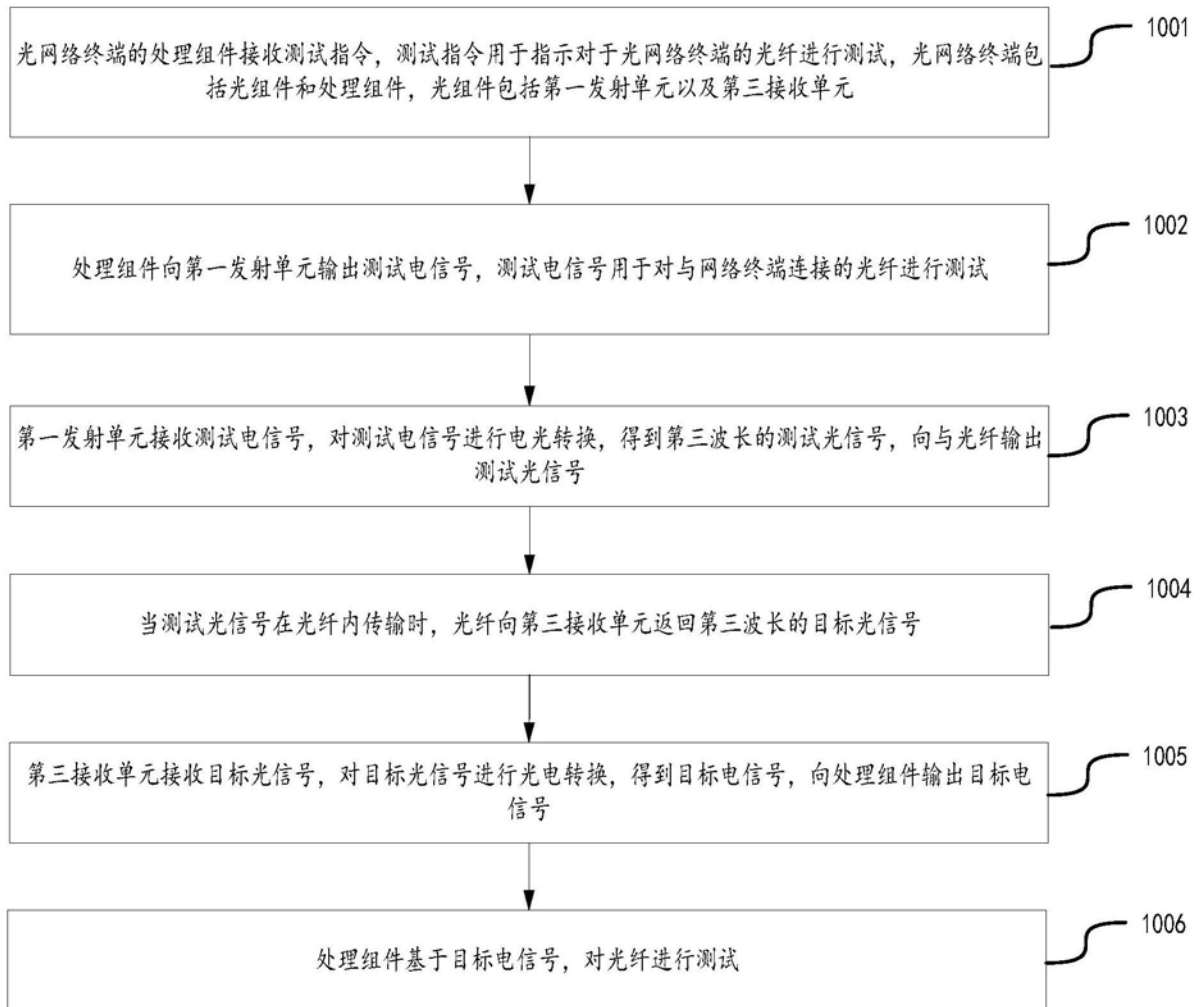 光网络终端的处理组件接收测试指令，测试指令用于指示对于光网络终端的光纤进行测试，光网络终端包
括光组件和处理组件，光组件包括第一发射单元以及第三接收单元
1001
处理组件向第一发射单元输出测试电信号，测试电信号用于对与网络终端连接的光纤进行测试
1002
第一发射单元接收测试电信号，对测试电信号进行电光转换，得到第三波长的测试光信号，向与光纤输出
测试光信号
1003
当测试光信号在光纤内传输时，光纤向第三接收单元返回第三波长的目标光信号
1004
第三接收单元接收目标光信号，对目标光信号进行光电转换，得到目标电信号，向处理组件输出目标电
信号
1005
处理组件基于目标电信号，对光纤进行测试
1006